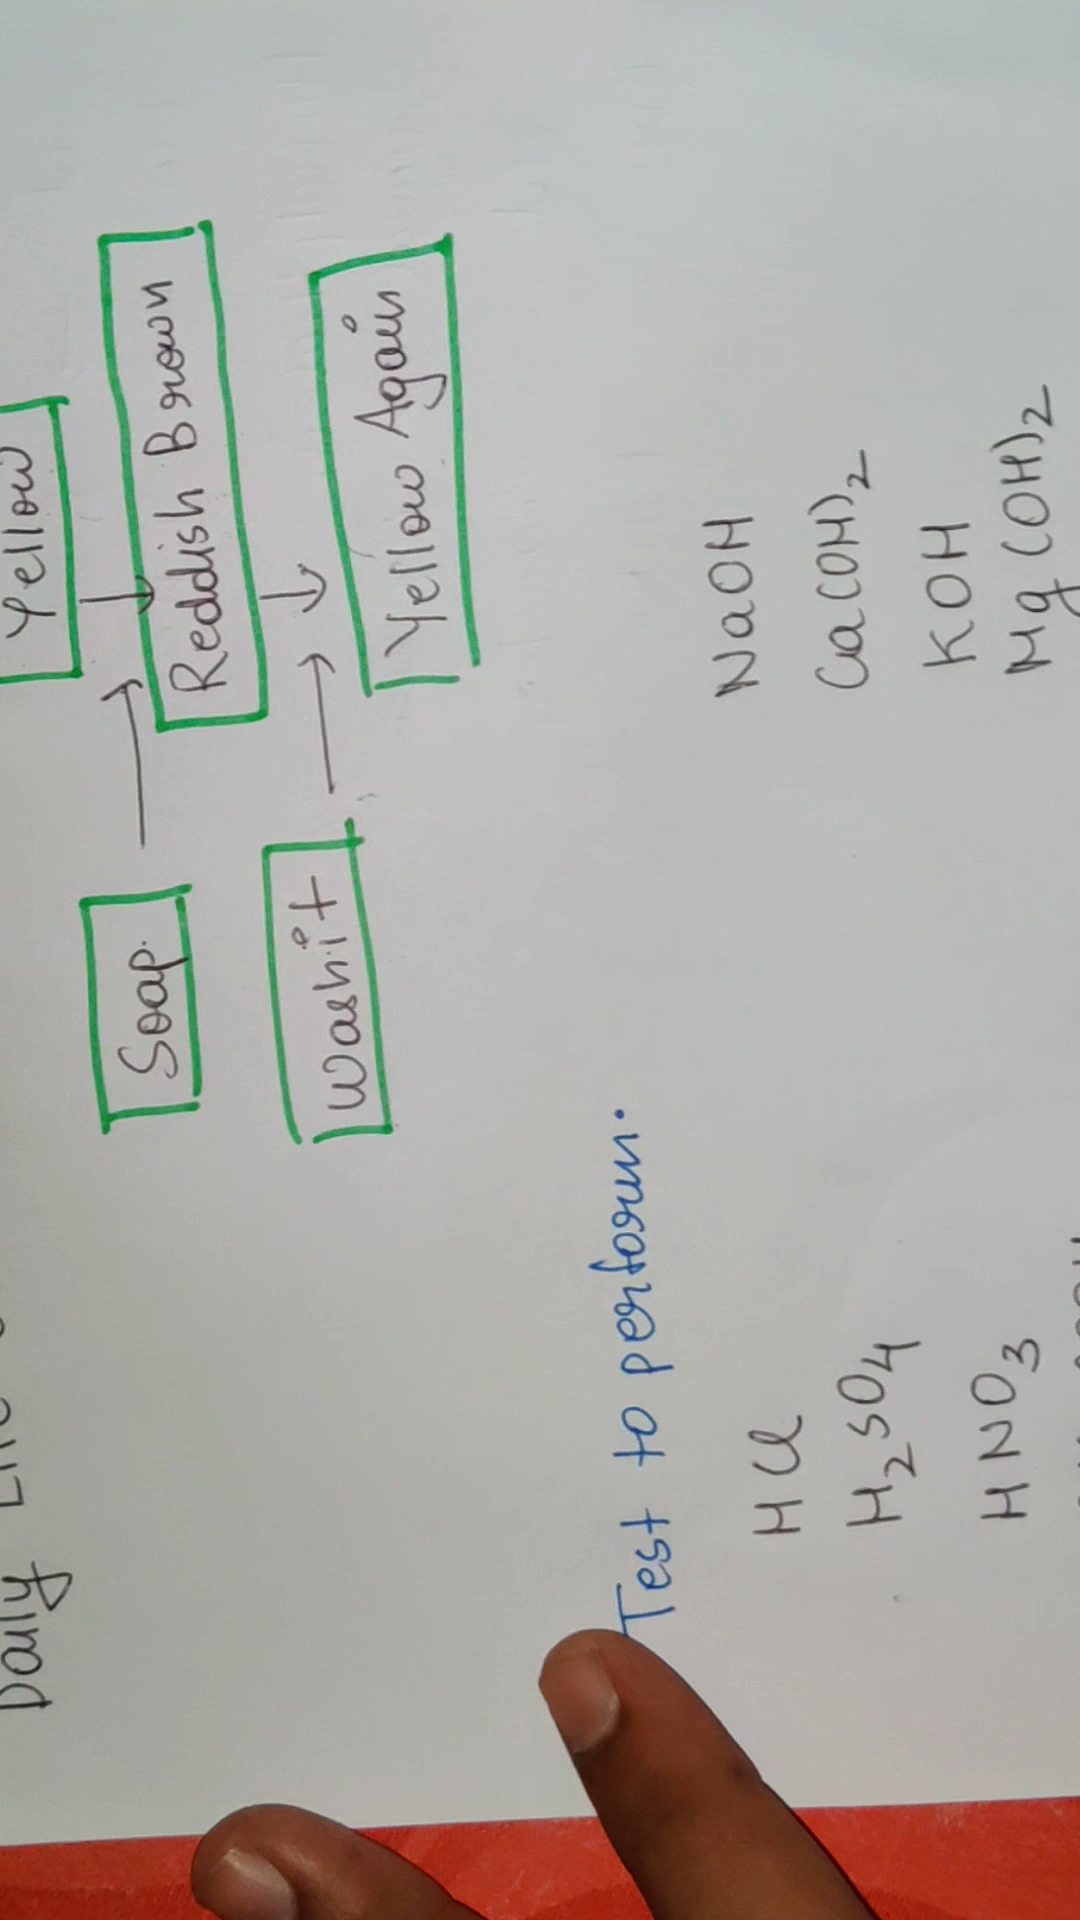 Daily
Yellow
Soap.
Reddish Brown
Wash it
Yellow Again
Test to perform.
HCl NaOH
H2SO4 Ca(OH)2
HNO3 KOH
Mg(OH)2